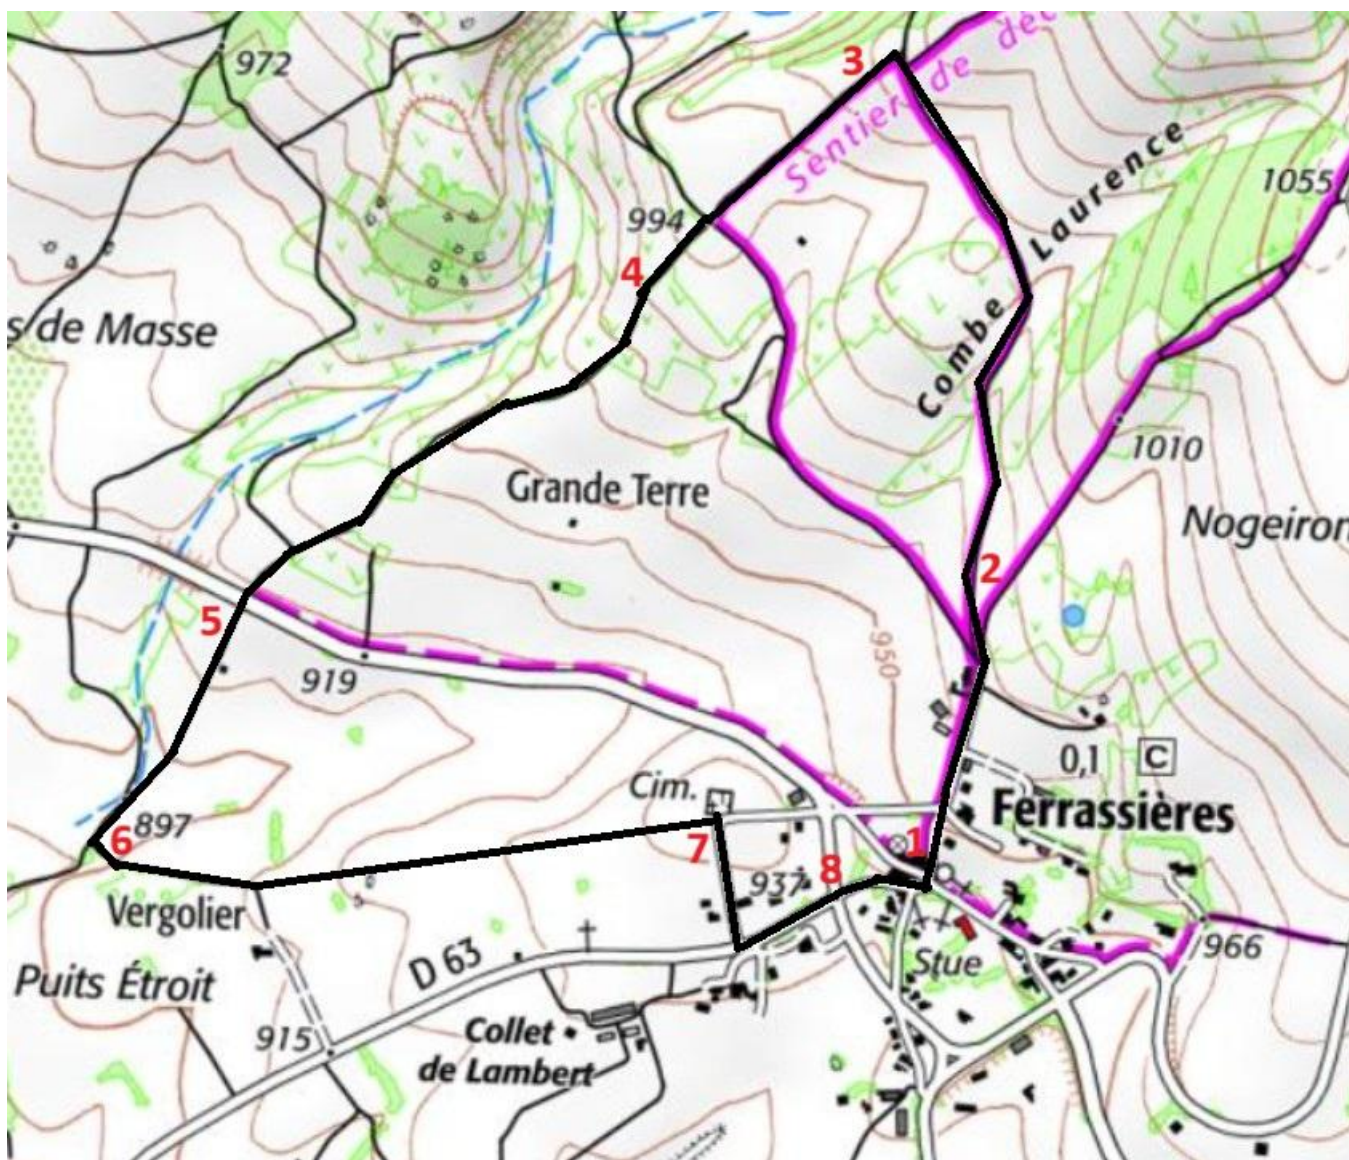 972
3
Sentier de déc
Laurence
1055
994
4
s de Masse
Combe
1010
Grande Terre
Nogeiron
2
5
950
919
0,1 C
Cim.
Ferrassières
6
897
7
1
8
937
Vergolier
D 63
Stue
966
Puits Étroit
915
Collet
de Lambert